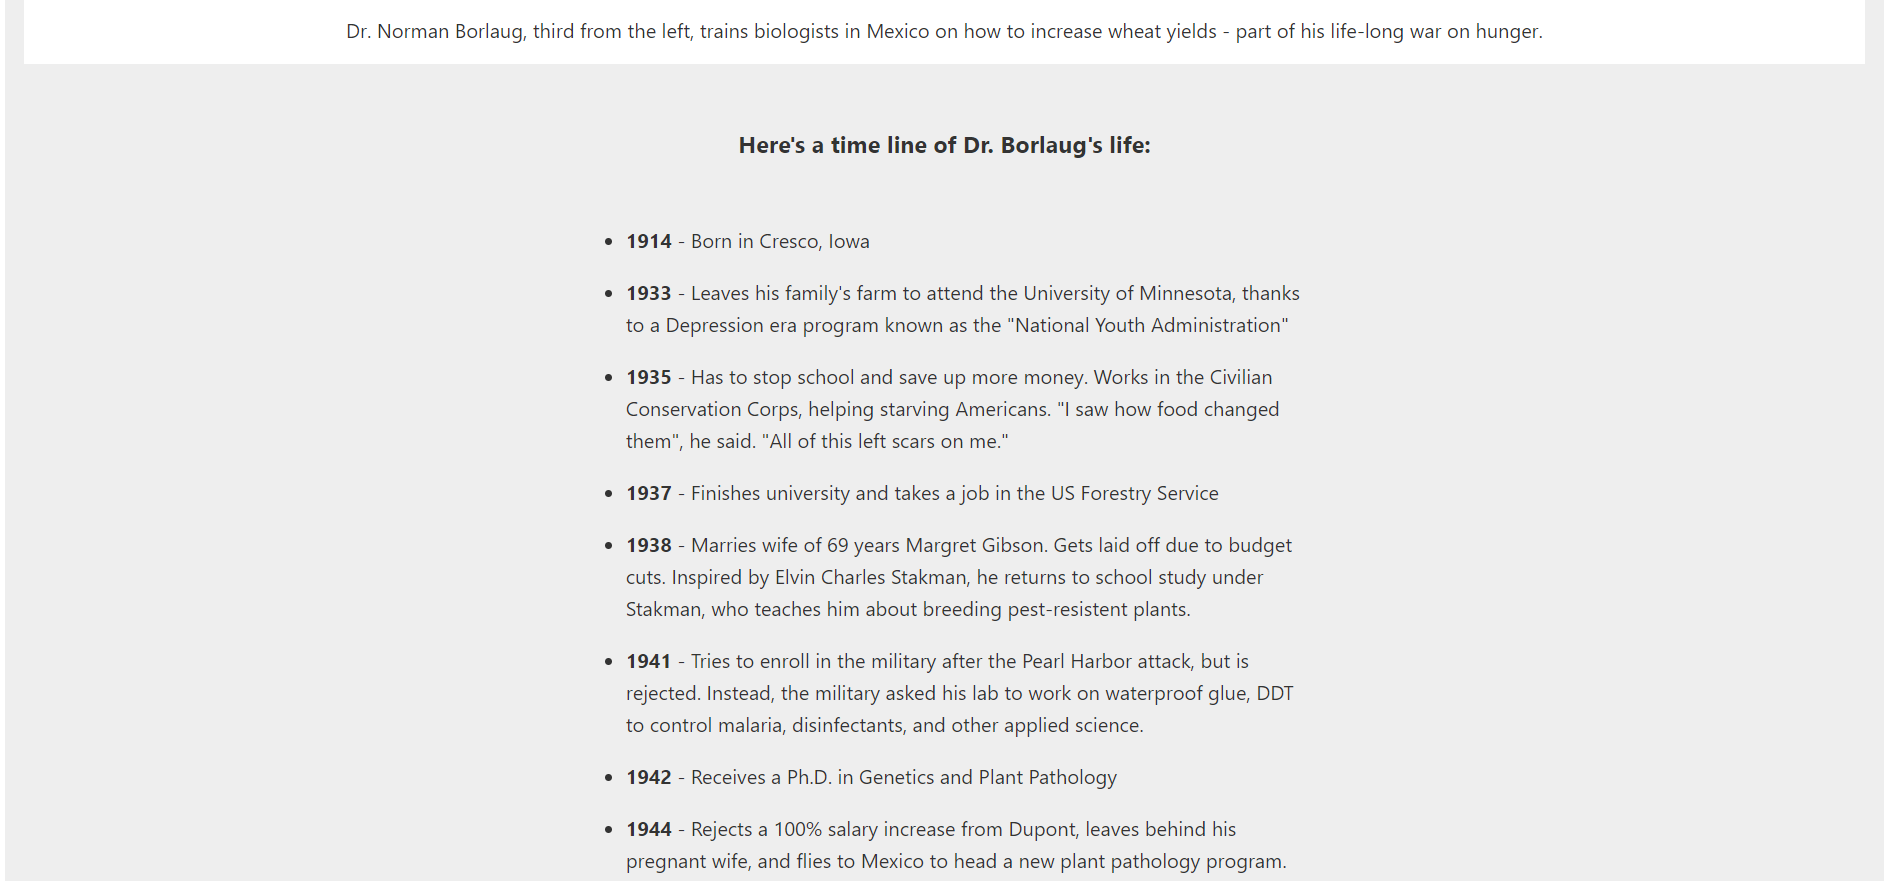 Dr. Norman Borlaug, third from the left, trains biologists in Mexico on how to increase wheat yields - part of his life-long war on hunger.
Here's a time line of Dr. Borlaug's life:
• 1914 - Born in Cresco, Iowa
• 1933 - Leaves his family's farm to attend the University of Minnesota, thanks
to a Depression era program known as the "National Youth Administration"
• 1935 - Has to stop school and save up more money. Works in the Civilian
Conservation Corps, helping starving Americans. "I saw how food changed
them", he said. "All of this left scars on me."
• 1937 - Finishes university and takes a job in the US Forestry Service
• 1938 - Marries wife of 69 years Margret Gibson. Gets laid off due to budget
cuts. Inspired by Elvin Charles Stakman, he returns to school study under
Stakman, who teaches him about breeding pest-resistent plants.
• 1941 - Tries to enroll in the military after the Pearl Harbor attack, but is
rejected. Instead, the military asked his lab to work on waterproof glue, DDT
to control malaria, disinfectants, and other applied science.
• 1942 - Receives a Ph.D. in Genetics and Plant Pathology
• 1944 - Rejects a 100% salary increase from Dupont, leaves behind his
pregnant wife, and flies to Mexico to head a new plant pathology program.